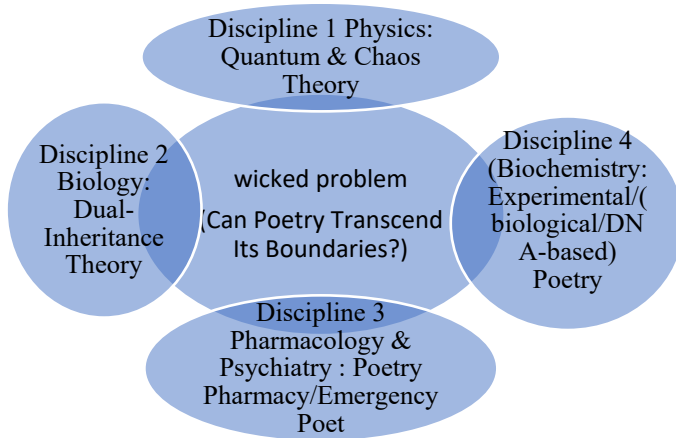 Discipline 1 Physics:
Quantum & Chaos
Theory
Discipline 2
Biology:
Dual-
Inheritance
Theory
wicked problem
(Can Poetry Transcend
Its Boundaries?)
Discipline 4
(Biochemistry:
Experimental/(
biological/DN
A-based)
Poetry
Discipline 3
Pharmacology &
Psychiatry : Poetry
Pharmacy/Emergency
Poet